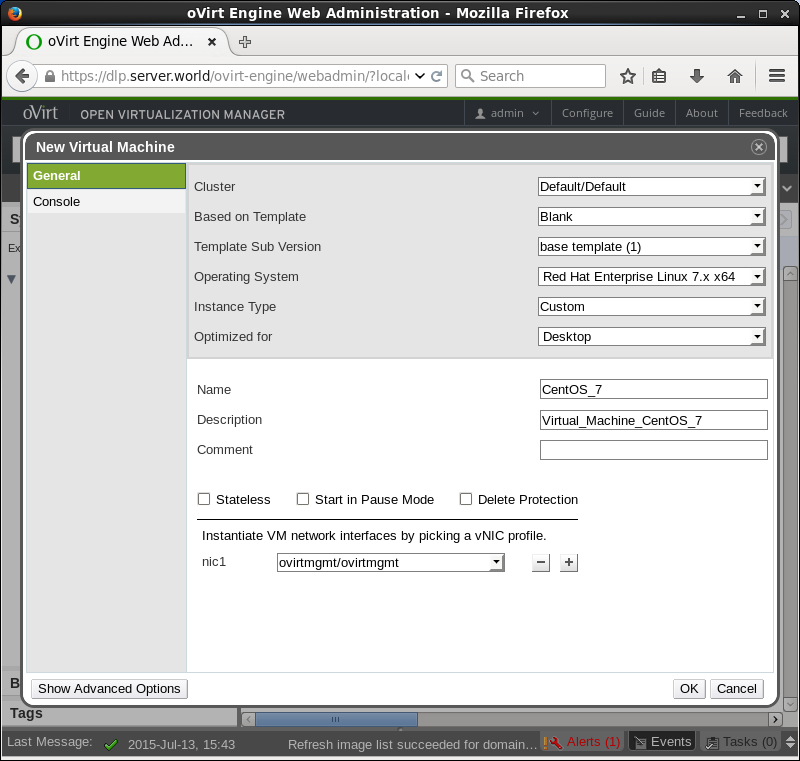 oVirt Engine Web Administration - Mozilla Firefox
oVirt Engine Web Ad...
https://dlp.server.world/ovirt-engine/webadmin/?local
Search
oVirt OPEN VIRTUALIZATION MANAGER
admin
Configure
Guide
About
Feedback
New Virtual Machine
General
Console
Cluster
Default/Default
Based on Template
Blank
Template Sub Version
base template (1)
Operating System
Red Hat Enterprise Linux 7.x x64
Instance Type
Custom
Optimized for
Desktop
Name
CentOS_7
Description
Virtual_Machine_CentOS_7
Comment
Stateless
Start in Pause Mode
Delete Protection
Instantiate VM network interfaces by picking a vNIC profile.
nic1
ovirtmgmt/ovirtmgmt
Show Advanced Options
OK
Cancel
Tags
Last Message:
2015-Jul-13, 15:43
Refresh image list succeeded for domain...
Alerts (1)
Events
Tasks (0)